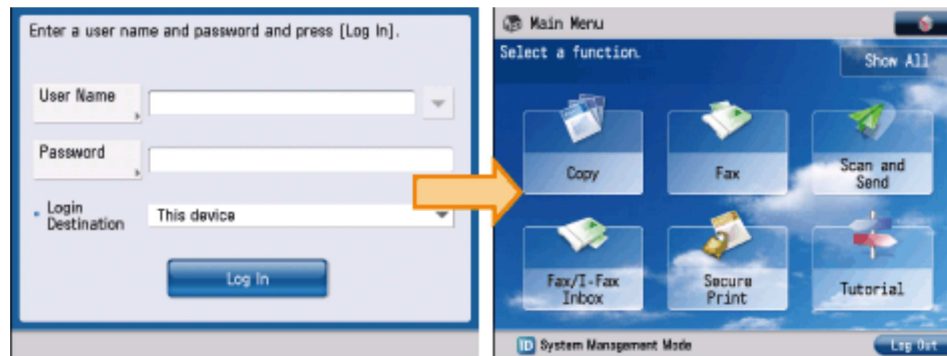 Enter a user name and password and press [Log In].
User Name
Password
Login
Destination
This device
Log In
Main Menu
Select a function.
Show All
Copy
Fax
Scan and
Send
Fax/I-Fax
Inbox
Secure
Print
Tutorial
ID System Management Mode
Log Out